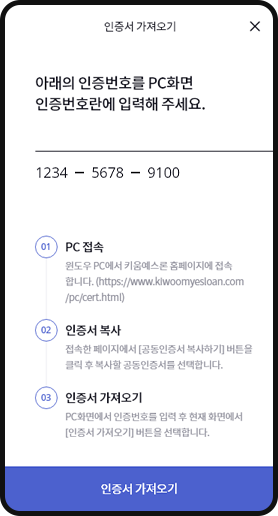 인증서 가져오기
아래의 인증번호를 PC화면
인증번호란에 입력해 주세요.
1234 – 5678 – 9100
01 PC 접속
윈도우 PC에서 키움예스론 홈페이지에 접속
합니다. (https://www.kiwoomyesloan.com
/pc/cert.html)
02 인증서 복사
접속한 페이지에서 [공동인증서 복사하기] 버튼을
클릭 후 복사할 공동인증서를 선택합니다.
03 인증서 가져오기
PC화면에서 인증번호를 입력 후 현재 화면에서
[인증서 가져오기] 버튼을 선택합니다.
인증서 가져오기